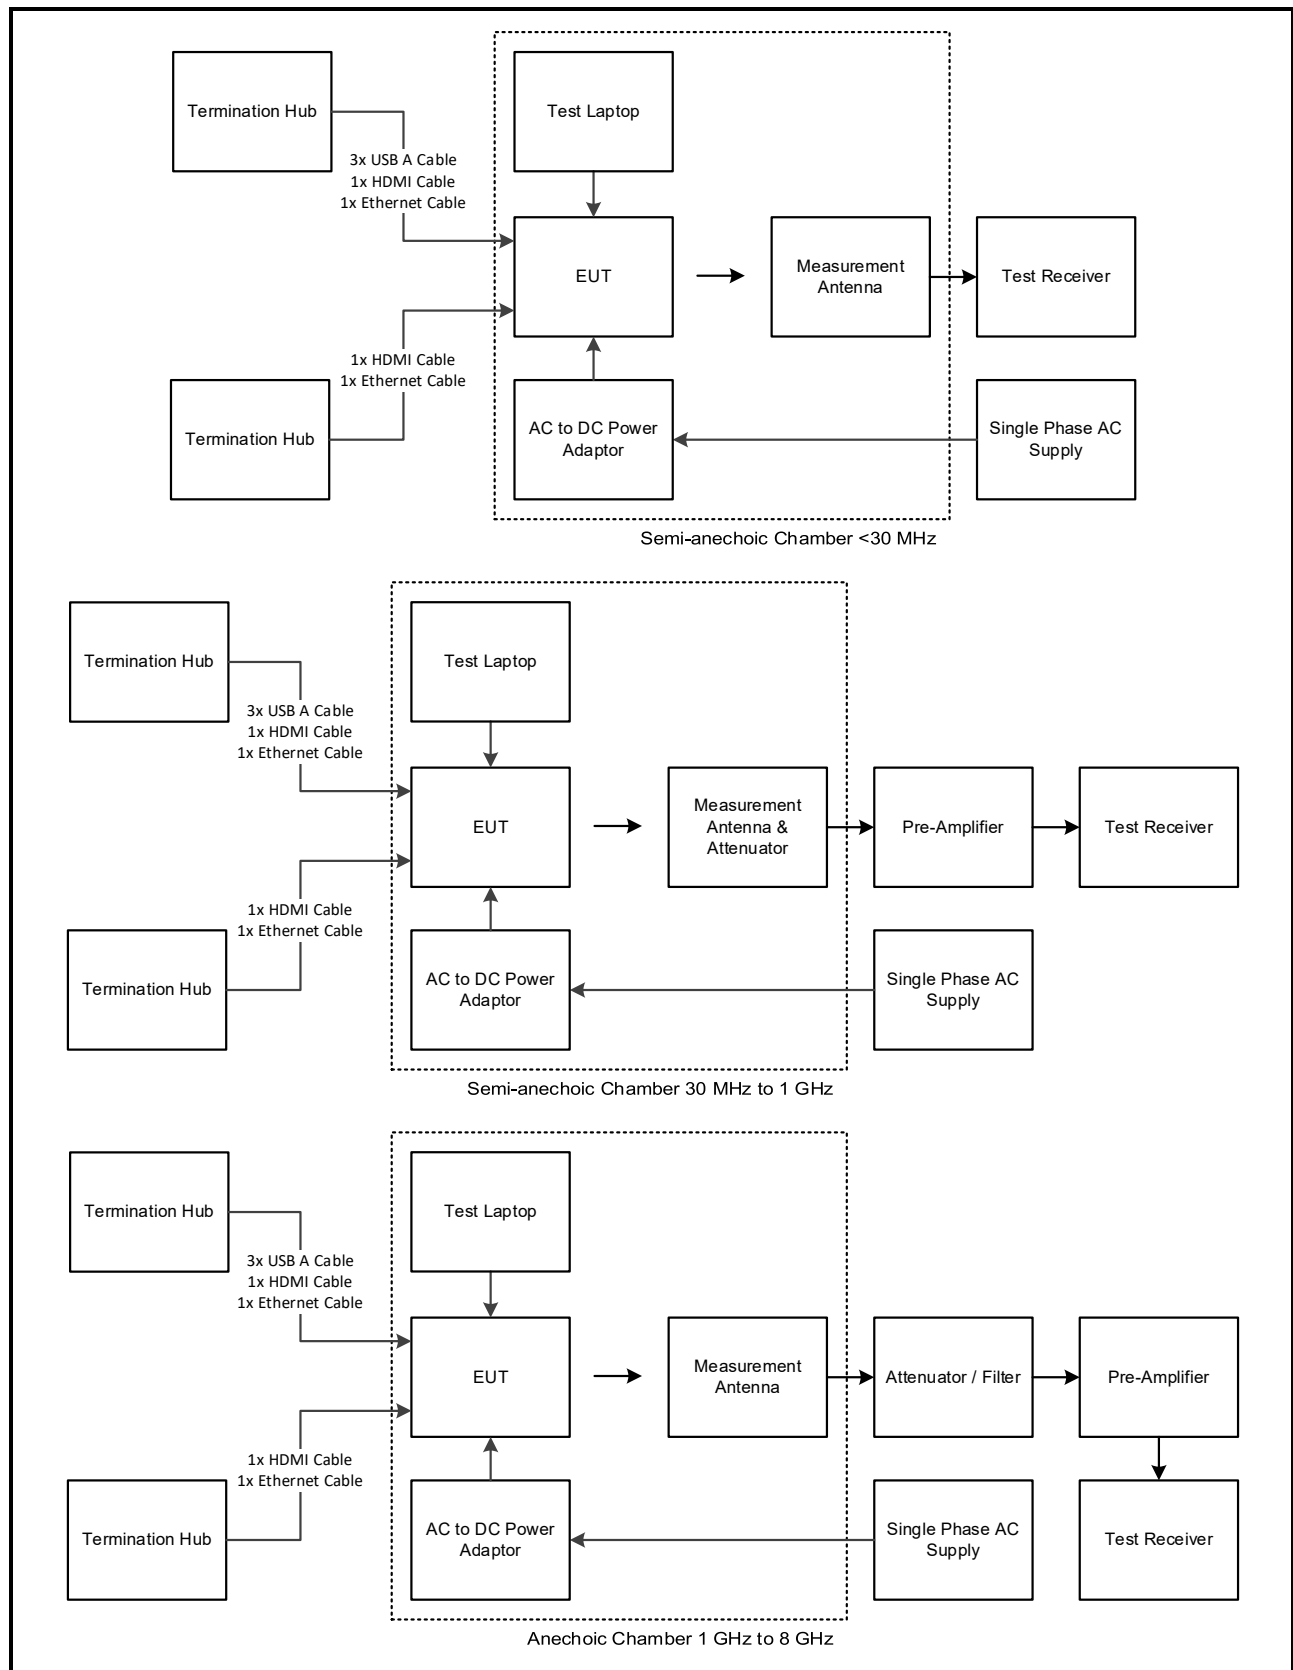 Termination Hub
Test Laptop
3x USB A Cable
1x HDMI Cable
1x Ethernet Cable
EUT
Measurement
Antenna
Test Receiver
1x HDMI Cable
1x Ethernet Cable
Termination Hub
AC to DC Power
Adaptor
Single Phase AC
Supply
Semi-anechoic Chamber <30 MHz
Termination Hub
Test Laptop
3x USB A Cable
1x HDMI Cable
1x Ethernet Cable
EUT
Measurement
Antenna &
Attenuator
Pre-Amplifier
Test Receiver
1x HDMI Cable
1x Ethernet Cable
Termination Hub
AC to DC Power
Adaptor
Single Phase AC
Supply
Semi-anechoic Chamber 30 MHz to 1 GHz
Termination Hub
Test Laptop
3x USB A Cable
1x HDMI Cable
1x Ethernet Cable
EUT
Measurement
Antenna
Attenuator / Filter
Pre-Amplifier
1x HDMI Cable
1x Ethernet Cable
Termination Hub
AC to DC Power
Adaptor
Single Phase AC
Supply
Test Receiver
Anechoic Chamber 1 GHz to 8 GHz